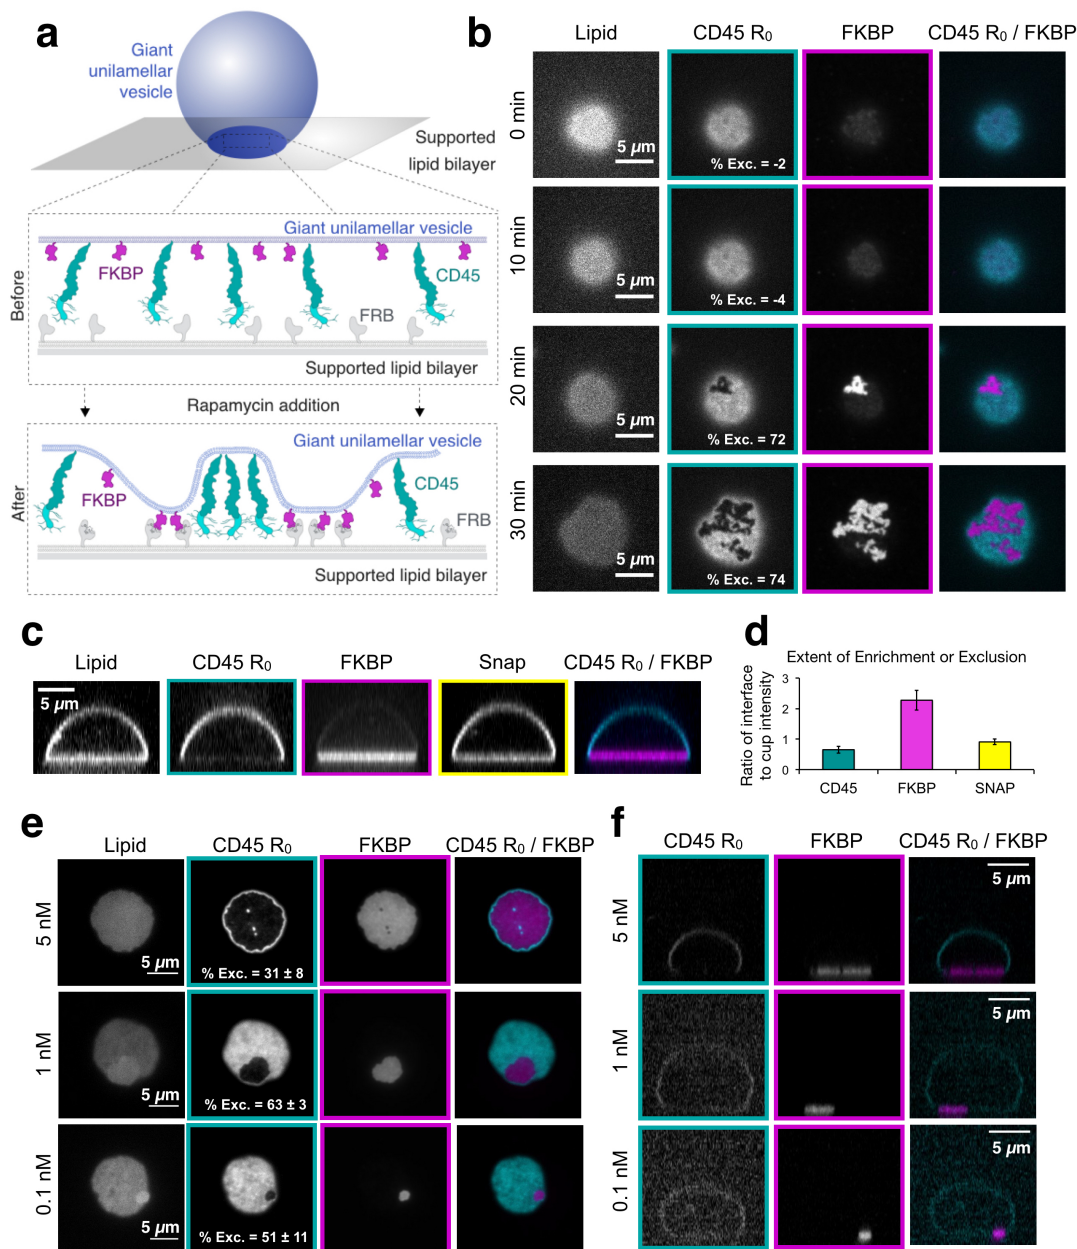 a
Giant
unilamellar
vesicle
Supported
lipid bilayer
Before
Giant unilamellar vesicle
FKBP
CD45
FRB
Supported lipid bilayer
Rapamycin addition
After
Giant unilamellar vesicle
FKBP
CD45
FRB
Supported lipid bilayer
b
Lipid CD45 R₀ FKBP CD45 R₀ / FKBP
0 min
5 µm
% Exc. = -2
10 min
5 µm
% Exc. = -4
20 min
5 µm
% Exc. = 72
30 min
5 µm
% Exc. = 74
c
Lipid CD45 R₀ FKBP Snap CD45 R₀ / FKBP
5 µm
d
Extent of Enrichment or Exclusion
Ratio of interface
to cup intensity
3
2
1
0
CD45 FKBP SNAP
e
Lipid CD45 R₀ FKBP CD45 R₀ / FKBP
5 nM
5 µm
% Exc. = 31 ± 8
1 nM
5 µm
% Exc. = 63 ± 3
0.1 nM
5 µm
% Exc. = 51 ± 11
f
CD45 R₀ FKBP CD45 R₀ / FKBP
5 nM
5 µm
1 nM
5 µm
0.1 nM
5 µm